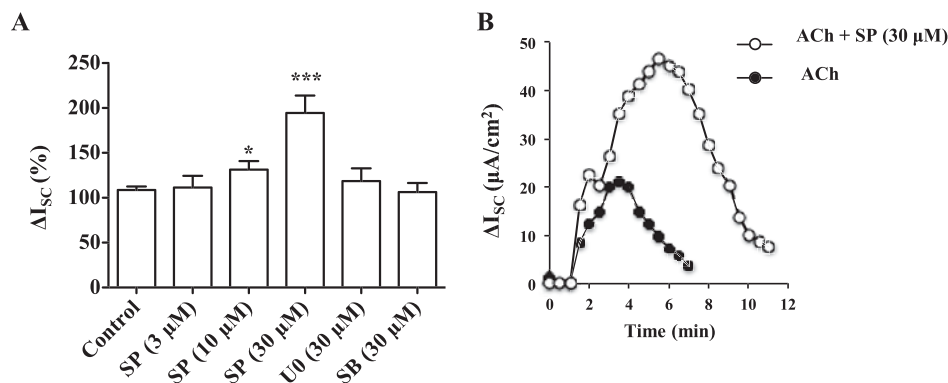 A
ΔISC (%)
250
200
150
100
50
0
*
***
Control
SP (3 µM)
SP (10 µM)
SP (30 µM)
U0 (30 µM)
SB (30 µM)
B
ACh + SP (30 µM)
ACh
ΔISC (µA/cm²)
50
40
30
20
10
0
0
2
4
6
8
10
12
Time (min)